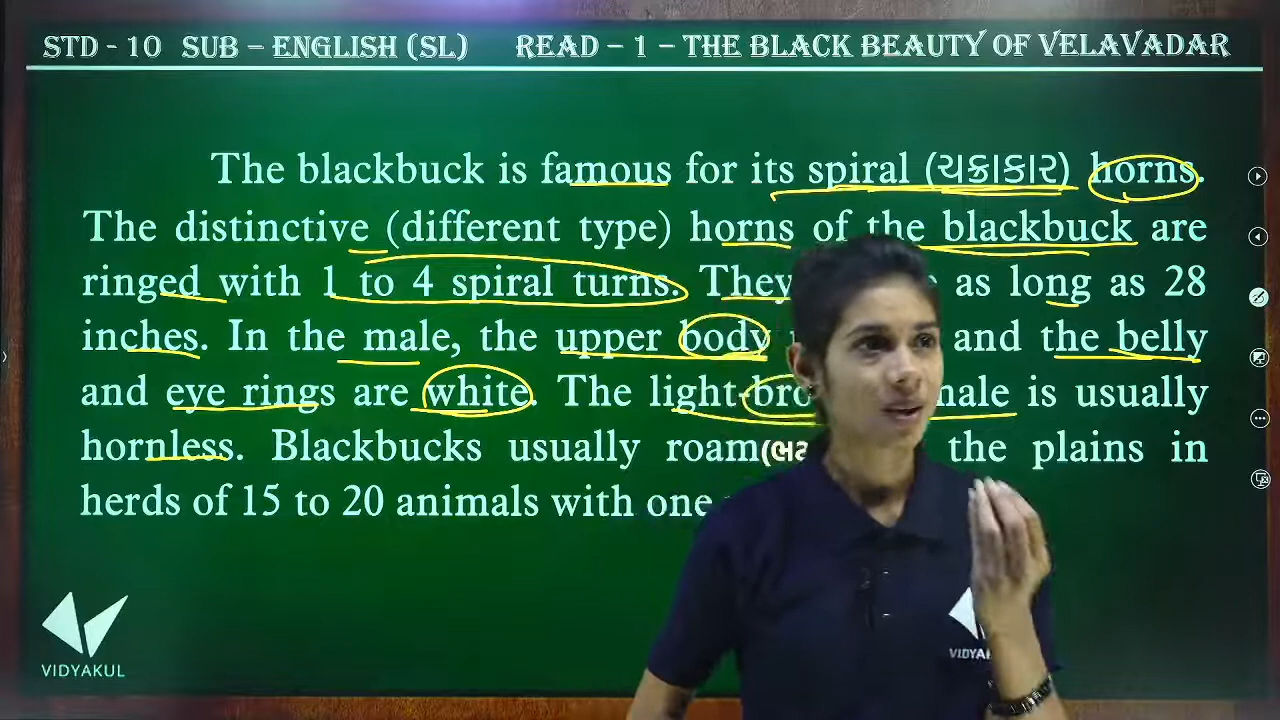 STD - 10 SUB – ENGLISH (SL) READ – 1 – THE BLACK BEAUTY OF VELAVADAR
The blackbuck is famous for its spiral (ચક્રાકાર) horns.
The distinctive (different type) horns of the blackbuck are
ringed with 1 to 4 spiral turns. They as long as 28
inches. In the male, the upper body and the belly
and eye rings are white. The light- is usually
hornless. Blackbucks usually roam the plains in
herds of 15 to 20 animals with one
VIDYAKUL